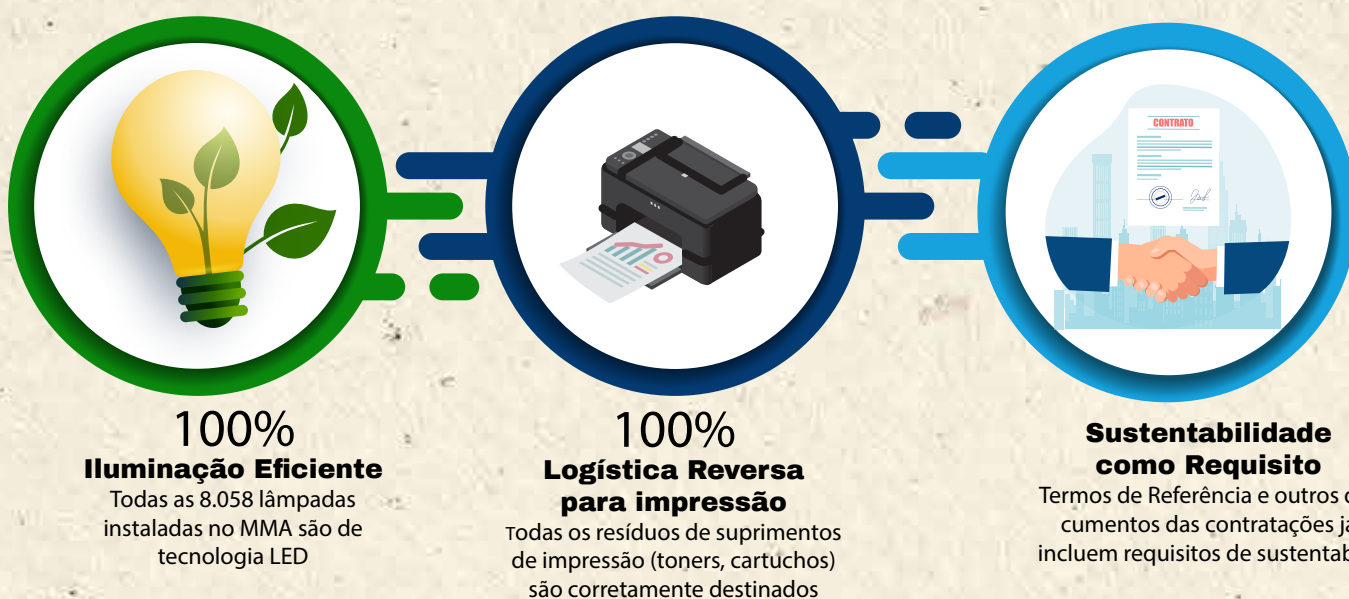 100%
Iluminação Eficiente
Todas as 8.058 lâmpadas
instaladas no MMA são de
tecnologia LED
100%
Logística Reversa
para impressão
Todas os resíduos de suprimentos
de impressão (toners, cartuchos)
são corretamente destinados
CONTRATO
Sustentabilidade
como Requisito
Termos de Referência e outros
cumentos das contratações
incluem requisitos de